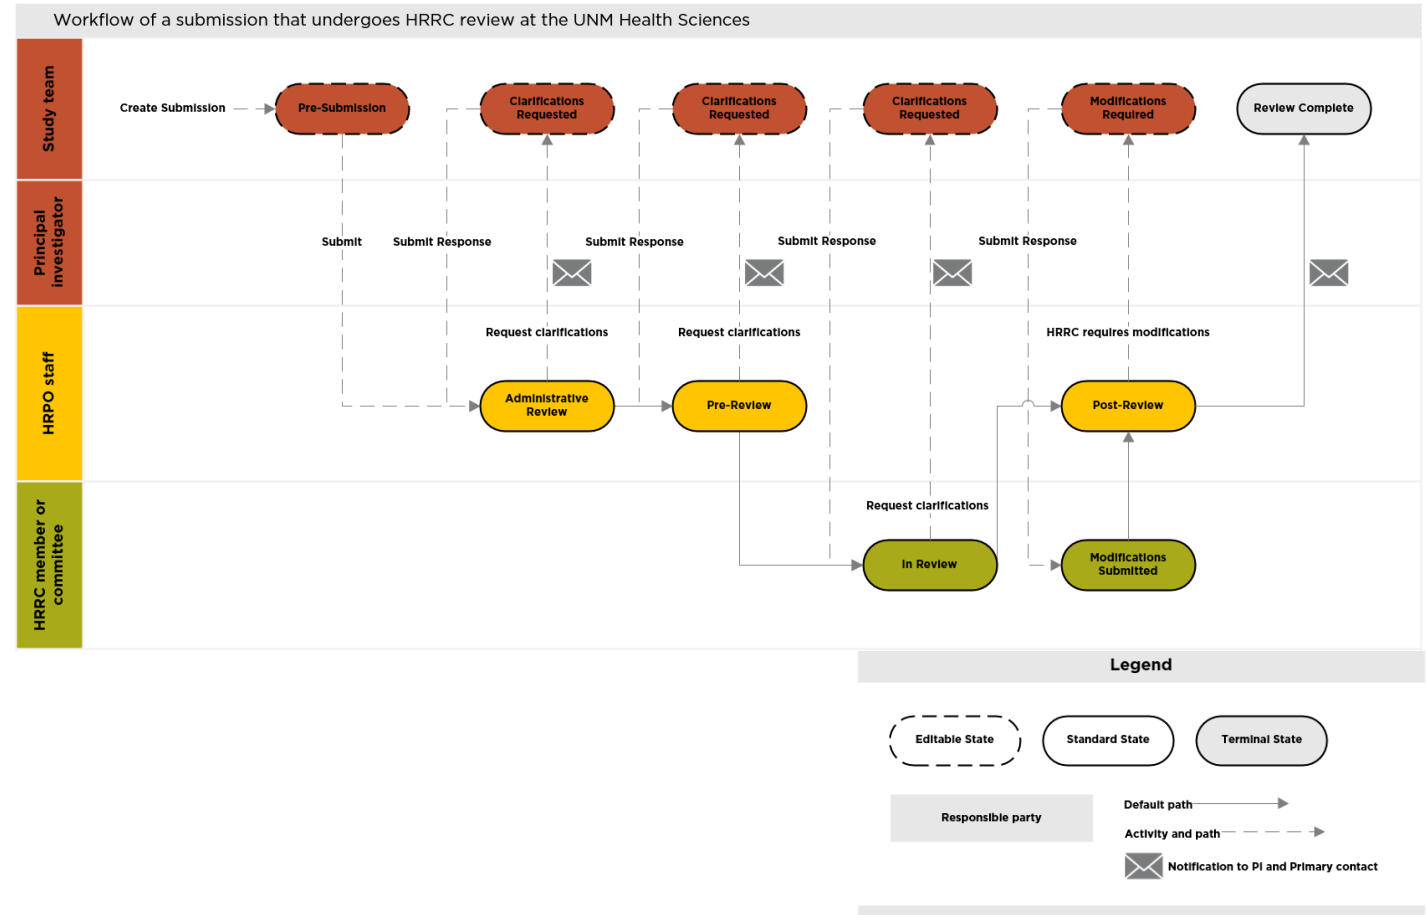 Workflow of a submission that undergoes HRRC review at the UNM Health Sciences
Study team
Create Submission
Pre-Submission
Clarifications
Requested
Clarifications
Requested
Clarifications
Requested
Modifications
Required
Review Complete
Principal
investigator
Submit
Submit Response
Submit Response
Submit Response
Submit Response
HRPO staff
Request clarifications
Request clarifications
HRRC requires modifications
Administrative
Review
Pre-Review
Post-Review
HRRC member or
committee
Request clarifications
In Review
Modifications
Submitted
Legend
Editable State
Standard State
Terminal State
Responsible party
Default path
Activity and path
Notification to PI and Primary contact